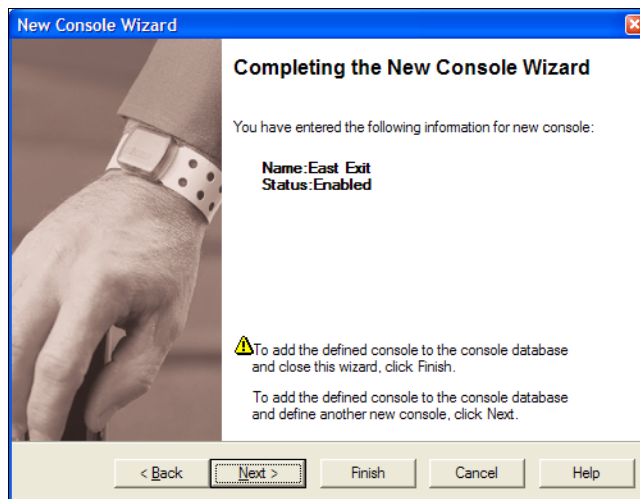 New Console Wizard
Completing the New Console Wizard
You have entered the following information for new console:
Name:East Exit
Status:Enabled
To add the defined console to the console database
and close this wizard, click Finish.
To add the defined console to the console database
and define another new console, click Next.
< Back
Next >
Finish
Cancel
Help